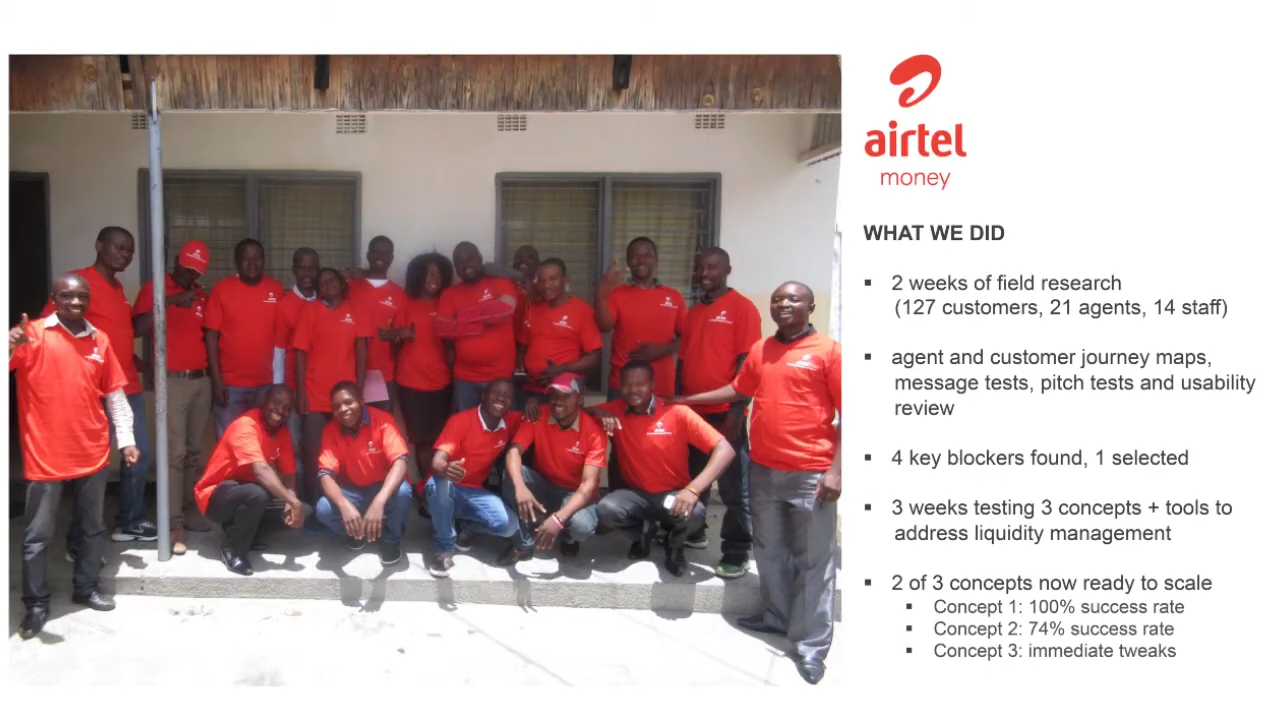 airtel
money
WHAT WE DID
▪ 2 weeks of field research
(127 customers, 21 agents, 14 staff)
▪ agent and customer journey maps,
message tests, pitch tests and usability
review
▪ 4 key blockers found, 1 selected
▪ 3 weeks testing 3 concepts + tools to
address liquidity management
▪ 2 of 3 concepts now ready to scale
▪ Concept 1: 100% success rate
▪ Concept 2: 74% success rate
▪ Concept 3: immediate tweaks